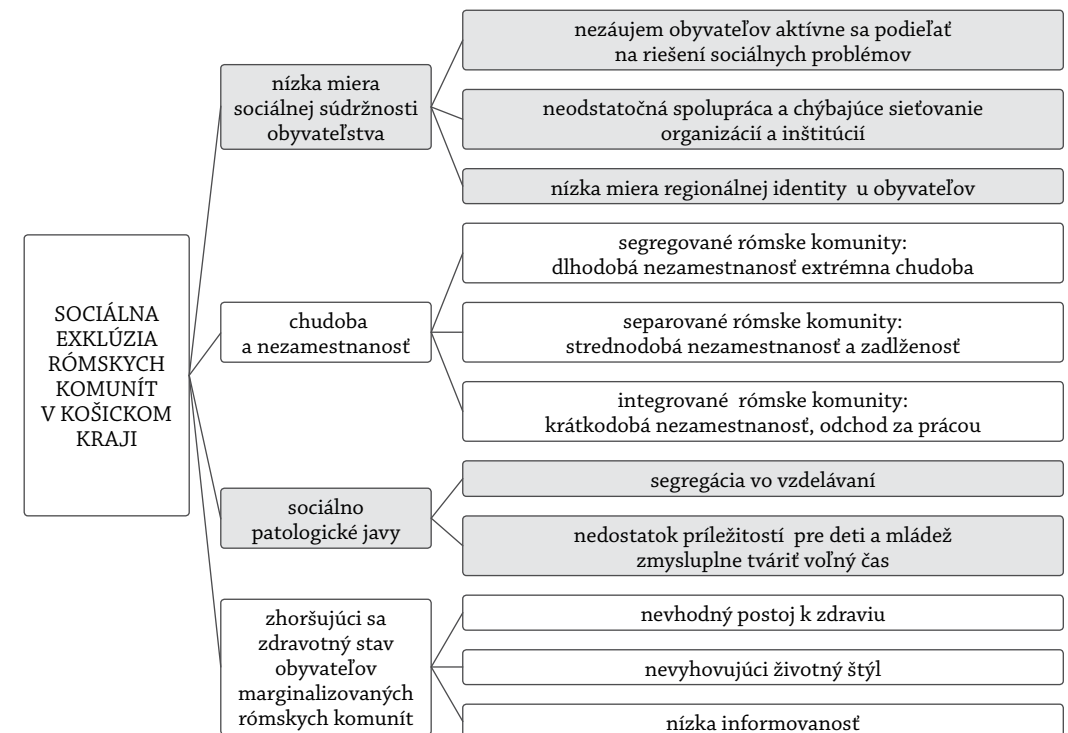 SOCIÁLNA
EXKLÚZIA
RÓMSKYCH
KOMUNÍT
V KOŠICKOM
KRAJI
nízka miera
sociálnej súdržnosti
obyvateľstva
nezáujem obyvateľov aktívne sa podieľať
na riešení sociálnych problémov
neodstatočná spolupráca a chýbajúce sieťovanie
organizácií a inštitúcií
nízka miera regionálnej identity u obyvateľov
chudoba
a nezamestnanosť
segregované rómske komunity:
dlhodobá nezamestnanosť extrémna chudoba
separované rómske komunity:
strednodobá nezamestnanosť a zadlženosť
integrované rómske komunity:
krátkodobá nezamestnanosť, odchod za prácou
sociálno
patologické javy
segregácia vo vzdelávaní
nedostatok príležitostí pre deti a mládež
zmysluplne tváriť voľný čas
zhoršujúci sa
zdravotný stav
obyvateľov
marginalizovaných
rómskych komunít
nevhodný postoj k zdraviu
nevyhovujúci životný štýl
nízka informovanosť